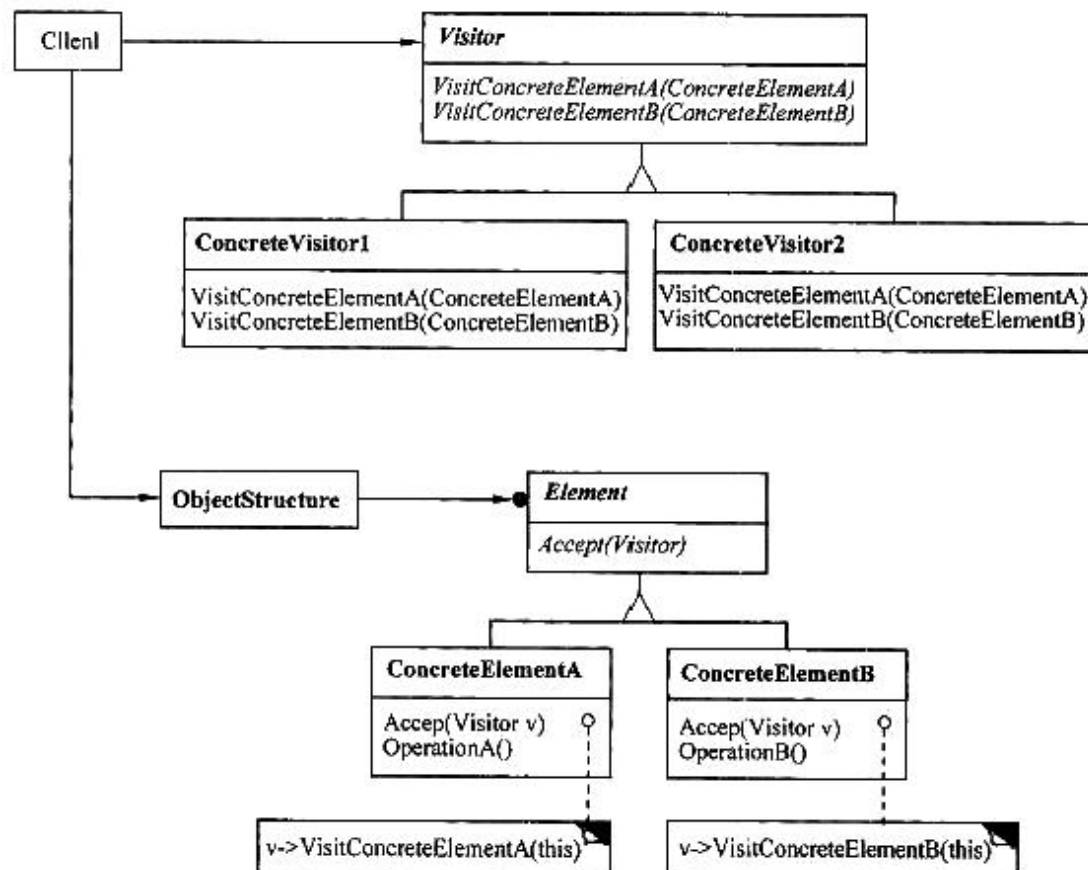 Cllenl
Visitor
VisitConcreteElementA(ConcreteElementA)
VisitConcreteElementB(ConcreteElementB)
ConcreteVisitor1
VisitConcreteElementA(ConcreteElementA)
VisitConcreteElementB(ConcreteElementB)
ConcreteVisitor2
VisitConcreteElementA(ConcreteElementA)
VisitConcreteElementB(ConcreteElementB)
ObjectStructure
Element
Accept(Visitor)
ConcreteElementA
Accep(Visitor v)
OperationA()
ConcreteElementB
Accep(Visitor v)
OperationB()
v->VisitConcreteElementA(this)
v->VisitConcreteElementB(this)